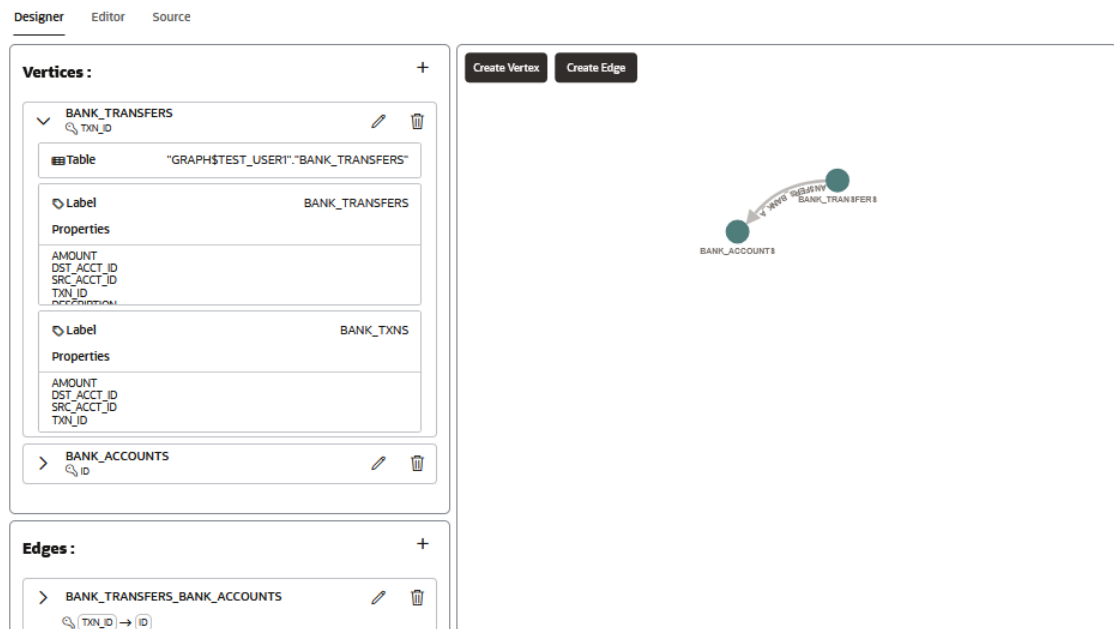 Designer Editor Source
Vertices :
BANK_TRANSFERS
TXN_ID
Table "GRAPH$TEST_USER1"."BANK_TRANSFERS"
Label BANK_TRANSFERS
Properties
AMOUNT
DST_ACCT_ID
SRC_ACCT_ID
TXN_ID
DESCRIPTION
Label BANK_TXNS
Properties
AMOUNT
DST_ACCT_ID
SRC_ACCT_ID
TXN_ID
BANK_ACCOUNTS
ID
Edges :
BANK_TRANSFERS_BANK_ACCOUNTS
TXN_ID → ID
Create Vertex Create Edge
BANK_TRANSFERS
BANK_ACCOUNTS